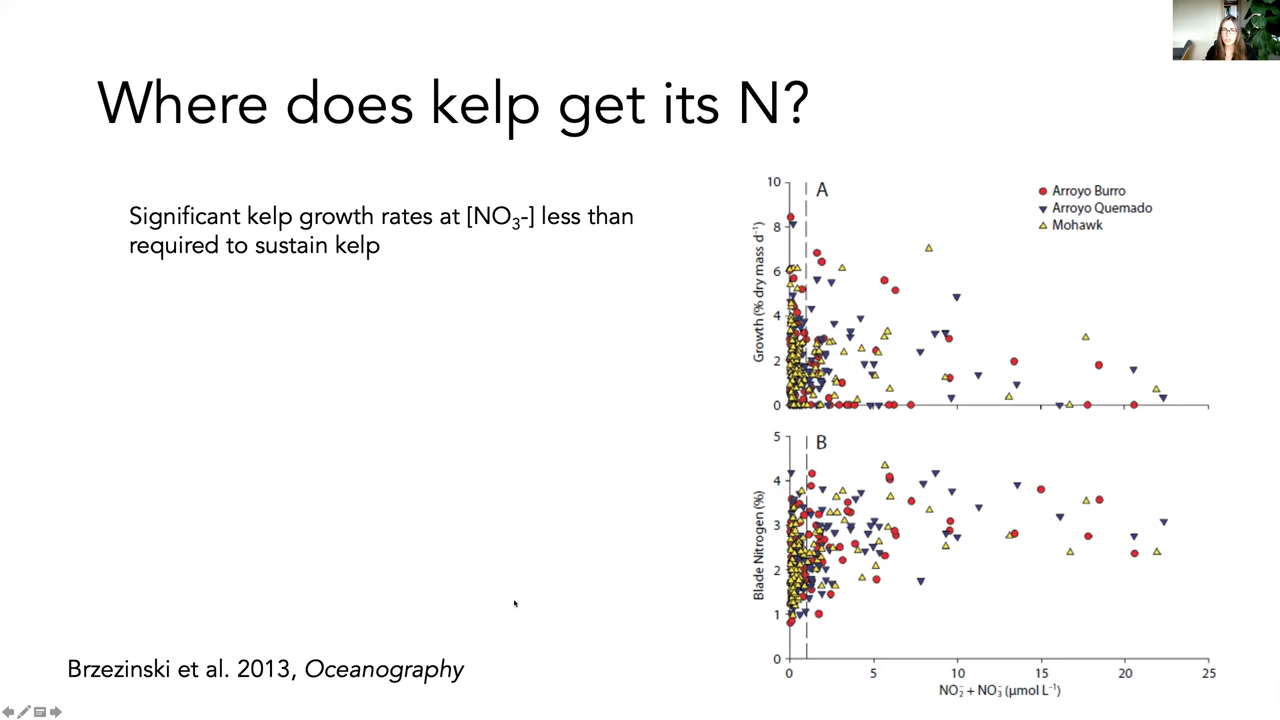 Where does kelp get its N?
Significant kelp growth rates at [NO₃-] less than
required to sustain kelp
A
Arroyo Burro
Arroyo Quemado
Mohawk
Growth (% dry mass d⁻¹)
10
8
6
4
2
0
B
Blade Nitrogen (%)
5
4
3
2
1
0
0 5 10 15 20 25
NO₂⁻ + NO₃⁻ (µmol L⁻¹)
Brzezinski et al. 2013, Oceanography